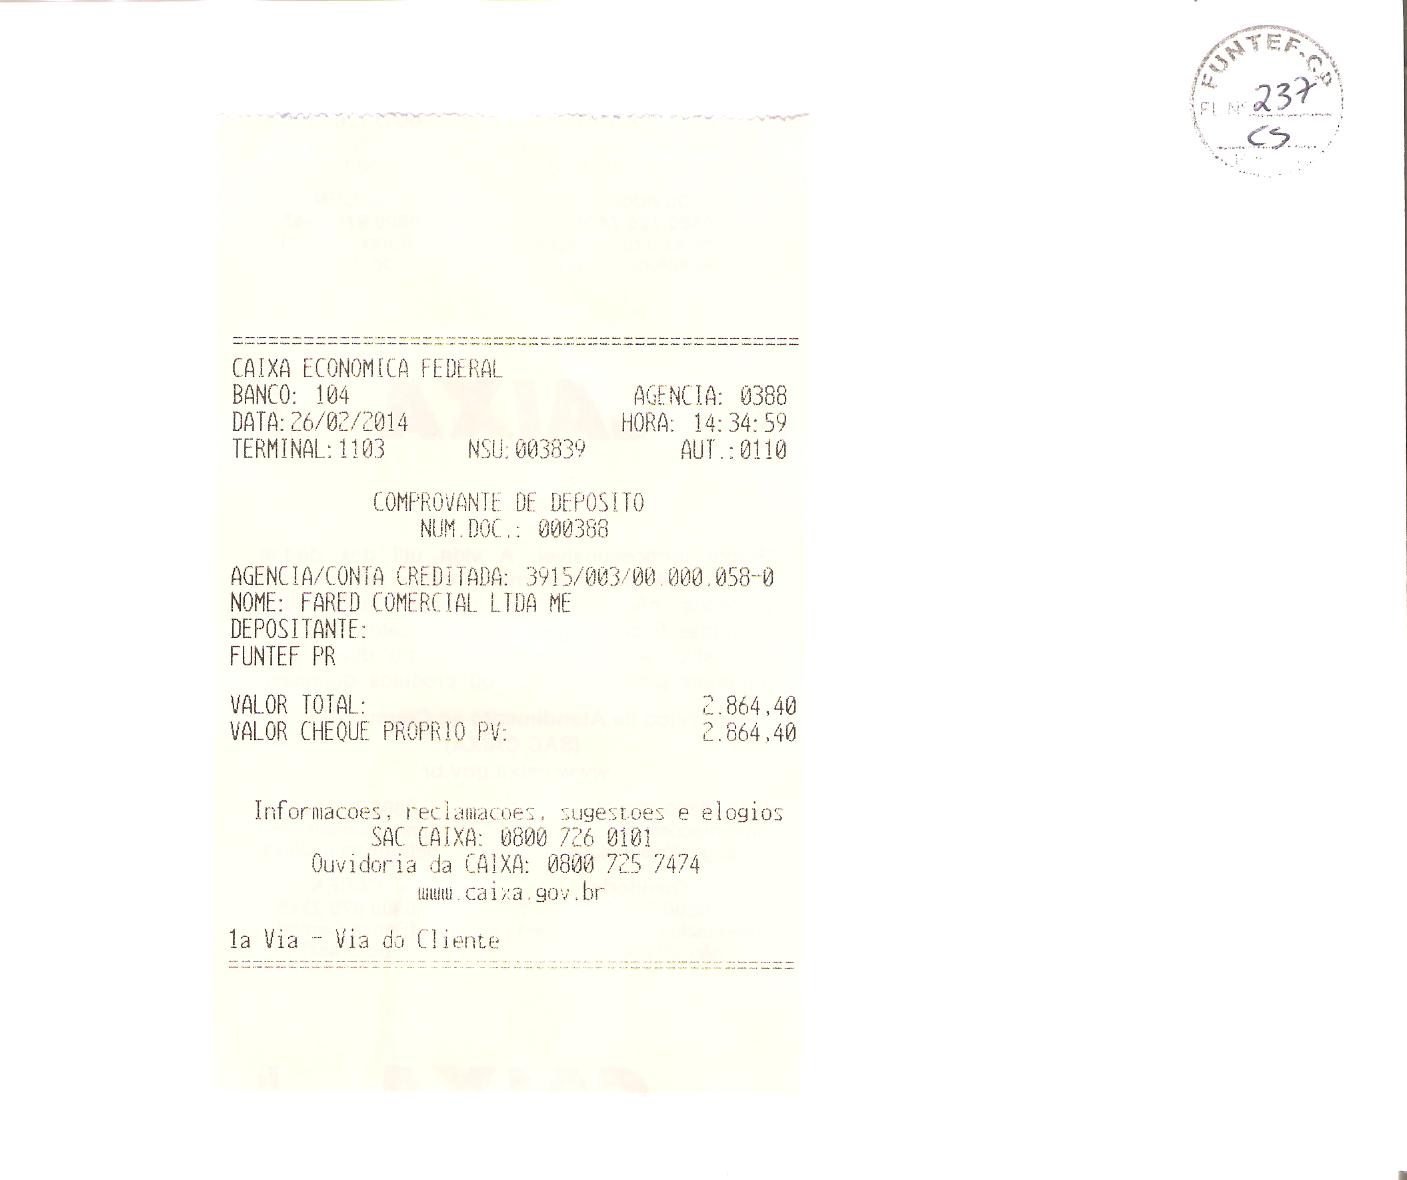 FUNTEF-CP
Fl. Nº 237
CS
=================================================
CAIXA ECONOMICA FEDERAL
BANCO: 104 AGENCIA: 0388
DATA:26/02/2014 HORA: 14:34:59
TERMINAL:1103 NSU:003839 AUT.:0110
COMPROVANTE DE DEPOSITO
NUM.DOC.: 000388
AGENCIA/CONTA CREDITADA: 3915/003/00.000.058-0
NOME: FARED COMERCIAL LTDA ME
DEPOSITANTE:
FUNTEF PR
VALOR TOTAL: 2.864,40
VALOR CHEQUE PROPRIO PV: 2.864,40
Informacoes, reclamacoes, sugestoes e elogios
SAC CAIXA: 0800 726 0101
Ouvidoria da CAIXA: 0800 725 7474
www.caixa.gov.br
1a Via - Via do Cliente
=================================================